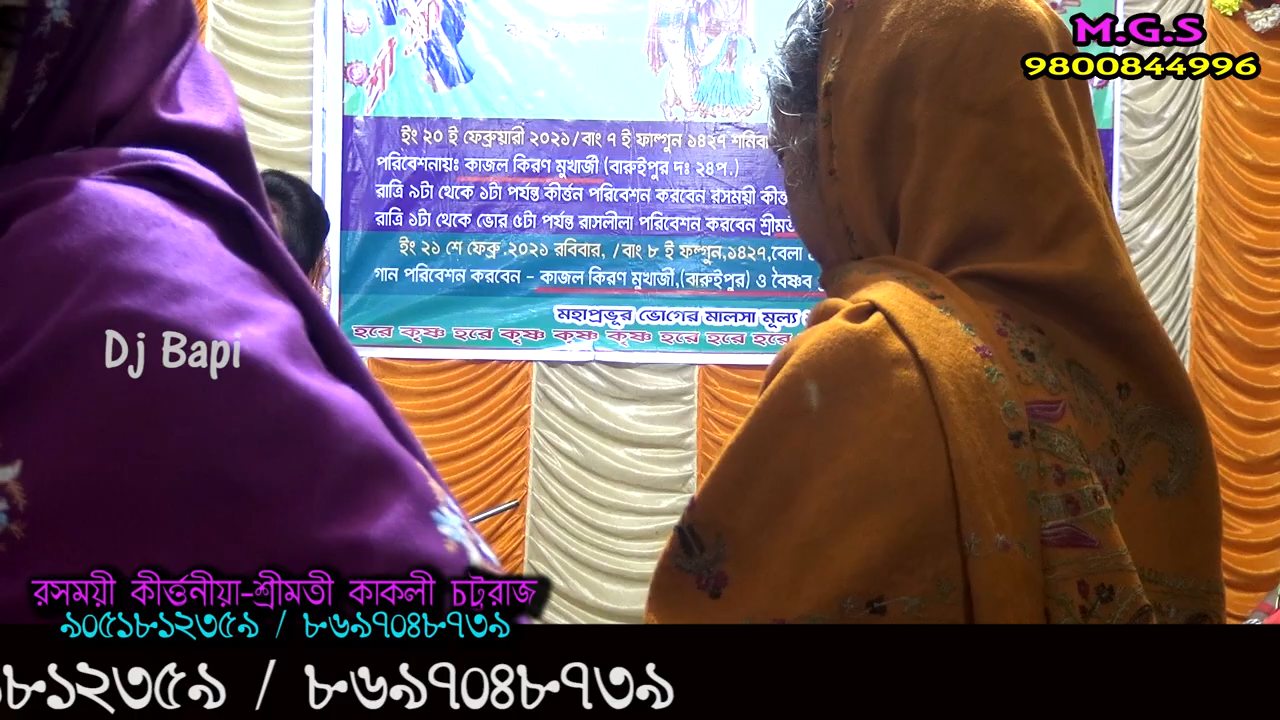 M.G.S
9800844996
ইং ২০ ই ফেব্রুয়ারী ২০২১/বাং ৭ ই ফাল্গুন ১৪২৭
পরিবেশনায়ঃ কাজল কিরণ মুখার্জী (বারুইপুর দঃ ২৪প.)
রাত্রি ৯টা থেকে ১টা পর্যন্ত কীর্ত্তন পরিবেশন করবেন রসময়ী
রাত্রি ১টা থেকে ভোর ৫টা পর্যন্ত রাসলীলা পরিবেশন করবেন
ইং ২১ শে ফেব্রু.২০২১ রবিবার, /বাং ৮ ই ফল্গুন,১৪২৭,বেলা
গান পরিবেশন করবেন - কাজল কিরণ মুখার্জী,(বারুইপুর) ও বৈষ্ণব
মহাপ্রভূর ভোগের মালসা মূল্য
হরে কৃষ্ণ হরে কৃষ্ণ কৃষ্ণ কৃষ্ণ হরে হরে হরে
Dj Bapi
রসময়ী কীর্ত্তনীয়া-শ্রীমতী কাকলী চট্টরাজ
৯০৫১৮১২৩৫৯ / ৮৬৯৭০৪৮৭৩৯
৮১২৩৫৯ / ৮৬৯৭০৪৮৭৩৯